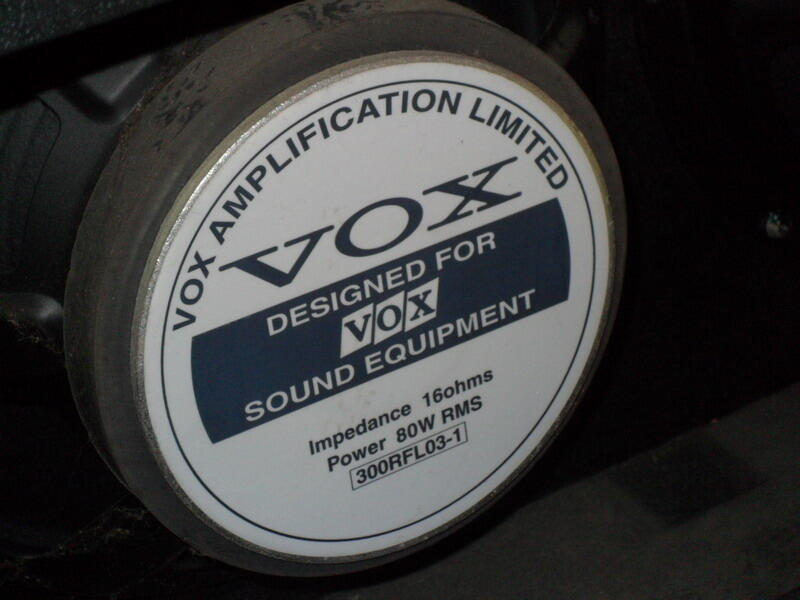 VOX AMPLIFICATION LIMITED
VOX
DESIGNED FOR
VOX
SOUND EQUIPMENT
Impedance 16ohms
Power 80W RMS
300RFL03-1